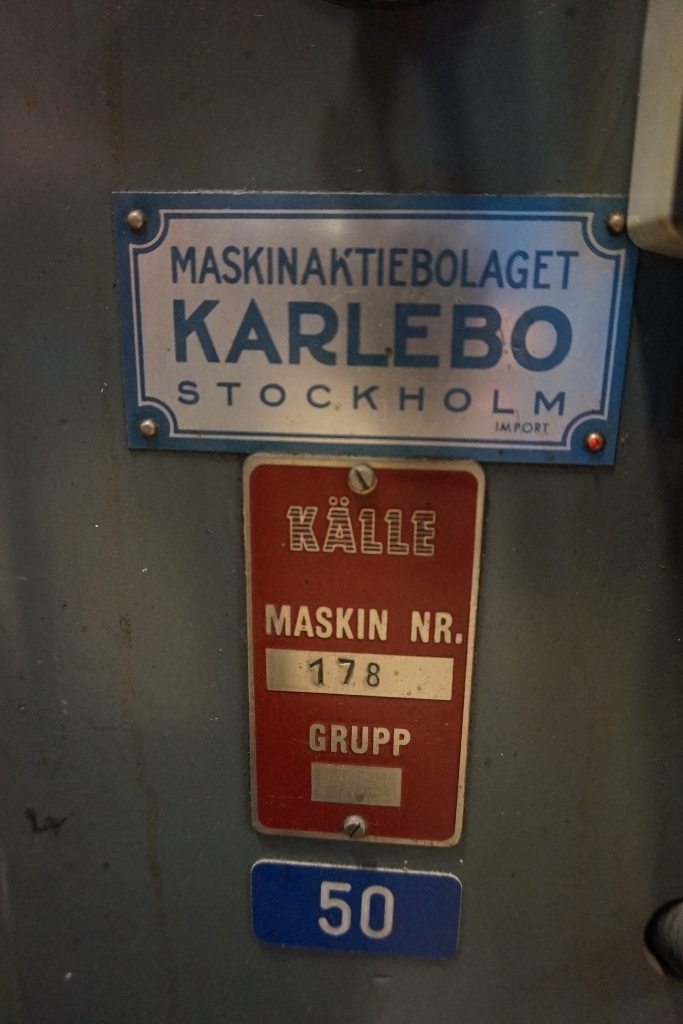 MASKINAKTIEBOLAGET
KARLEBO
STOCKHOLM
IMPORT
KÄLLE
MASKIN NR.
178
GRUPP
50